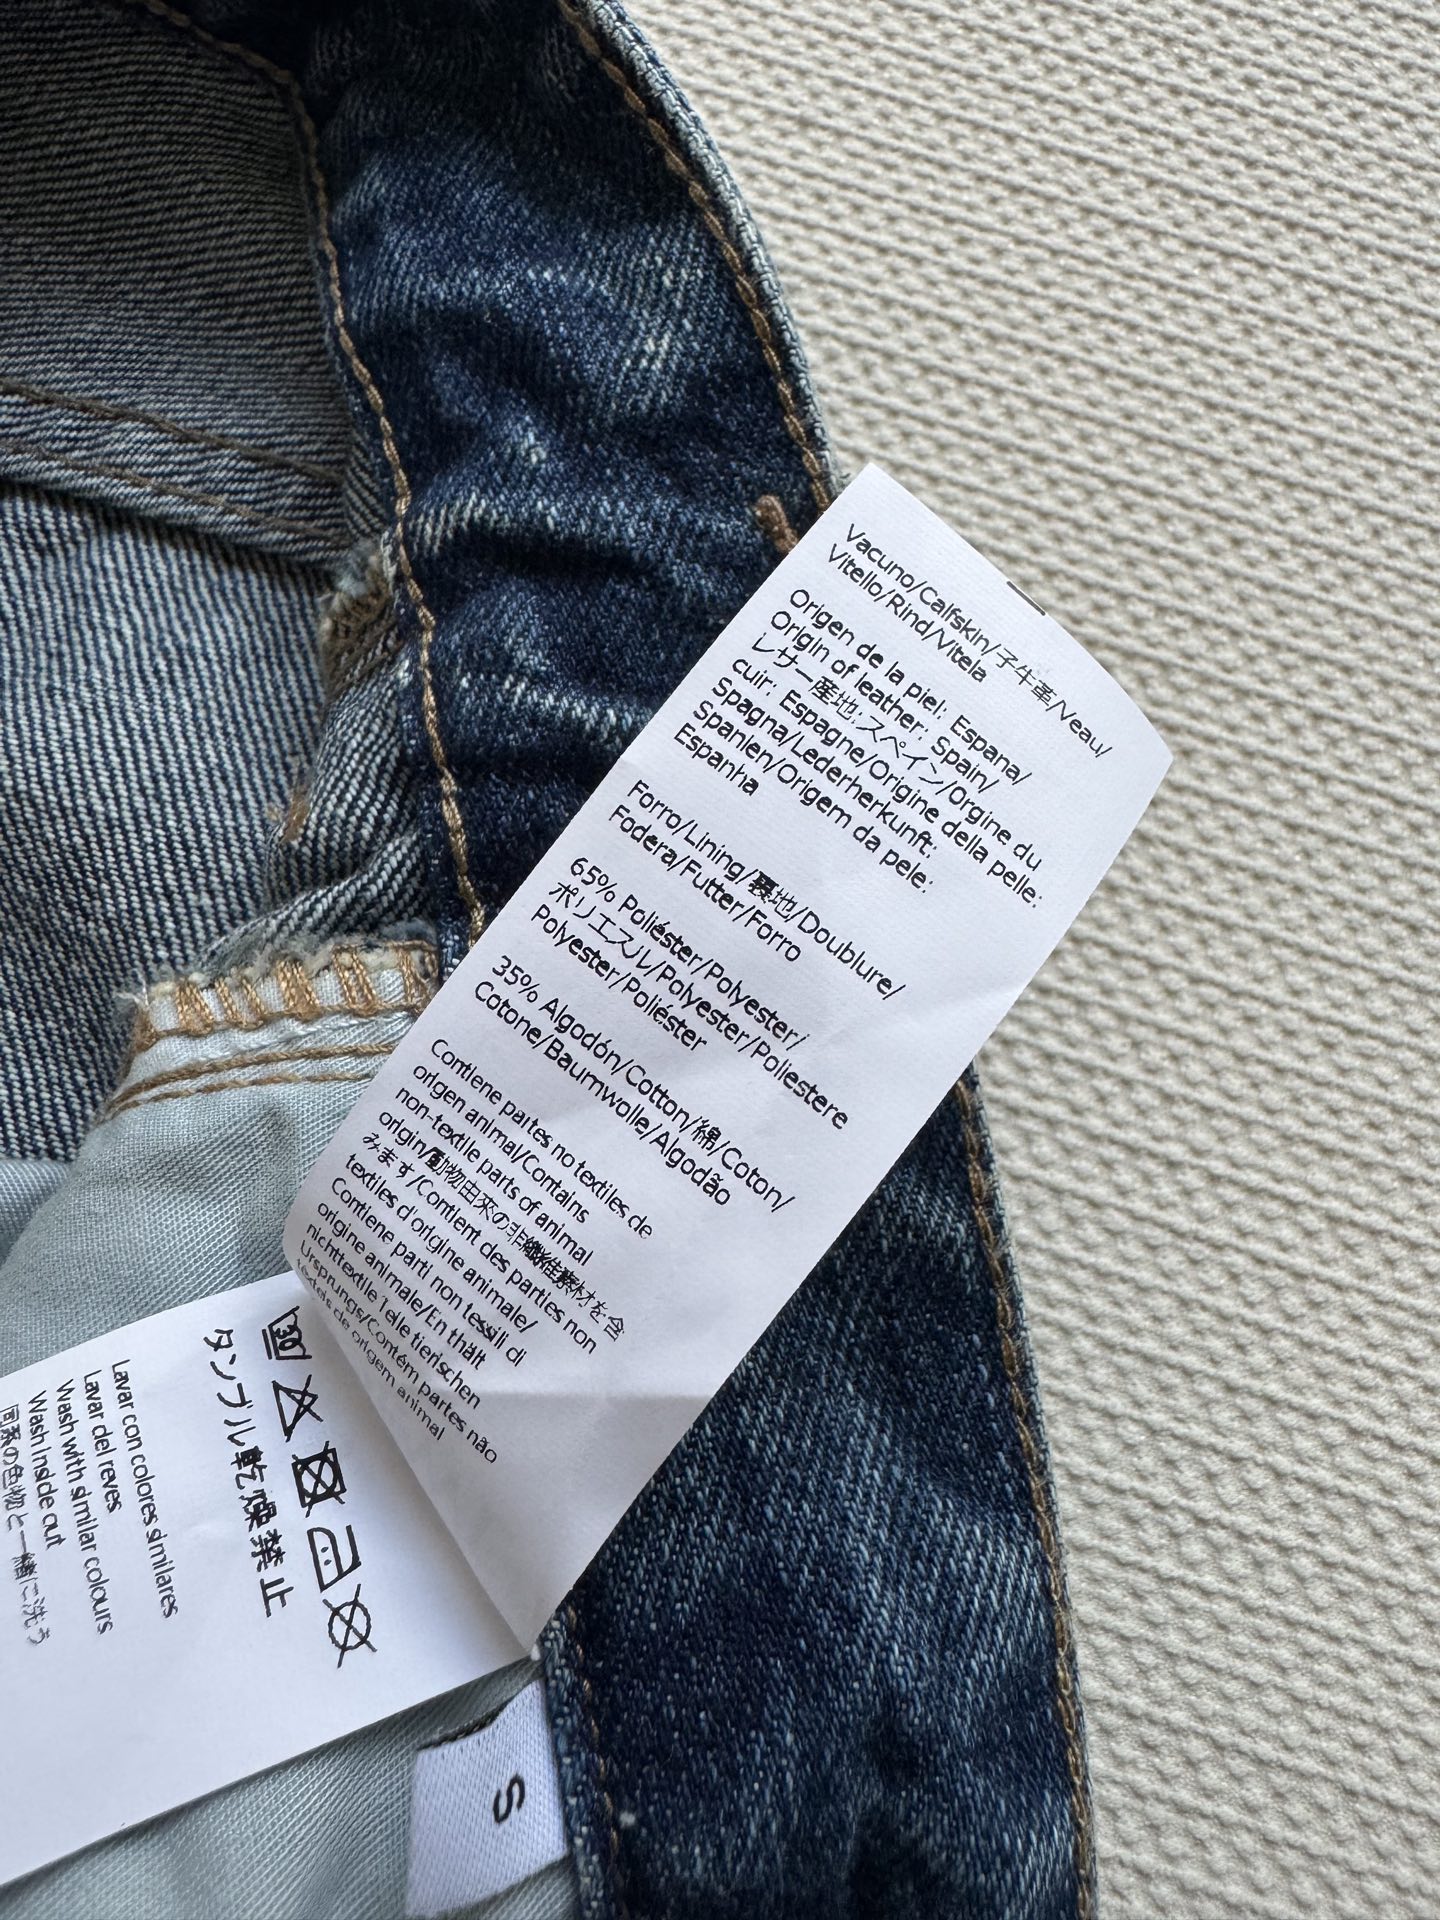 Vacuno/Calfskin/子牛革/Veau/
Vitello/Rind/Vitela
Origen de la piel: Espana/
Origin of leather: Spain/
レザー産地:スペイン/Orgine du
cuir: Espagne/Origine della pelle:
Spagna/Lederherkunft:
Spanien/Origem da pele:
Espanha
Forro/Lining/裏地/Doublure/
Fodera/Futter/Forro
65% Poliéster/Polyester/
ポリエスル/Polyester/Poliestere
Polyester/Poliéster
35% Algodón/Cotton/綿/Coton/
Cotone/Baumwolle/Algodão
Contiene partes no textiles de
origen animal/Contains
non-textile parts of animal
origin/動物由来の非繊維素材を含
みます/Contient des parties non
textiles d'origine animale/
Contiene parti non tessili di
origine animale/En thält
nichttextile Teile tierischen
Ursprungs/Contém partes não
têxteis de origem animal
30
タンブル乾燥禁止
Lavar con colores similares
Lavar del reves
Wash with similar colours
Wash inside out
同系の色物と一緒に洗う
S